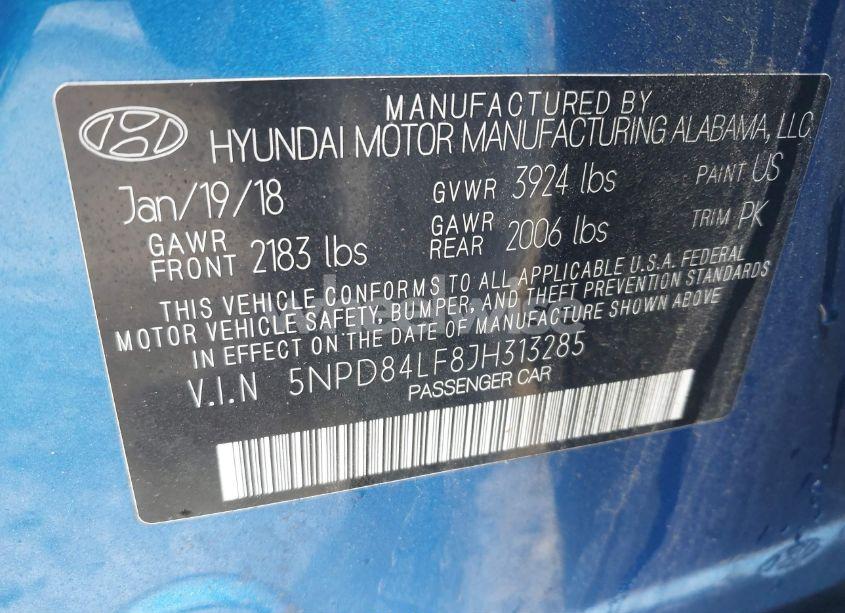 MANUFACTURED BY
HYUNDAI MOTOR MANUFACTURING ALABAMA, LLC
Jan/19/18 GVWR 3924 lbs PAINT US
GAWR FRONT 2183 lbs GAWR REAR 2006 lbs TRIM PK
THIS VEHICLE CONFORMS TO ALL APPLICABLE U.S.A. FEDERAL
MOTOR VEHICLE SAFETY, BUMPER, AND THEFT PREVENTION STANDARDS
IN EFFECT ON THE DATE OF MANUFACTURE SHOWN ABOVE
V.I.N 5NPD84LF8JH313285
PASSENGER CAR